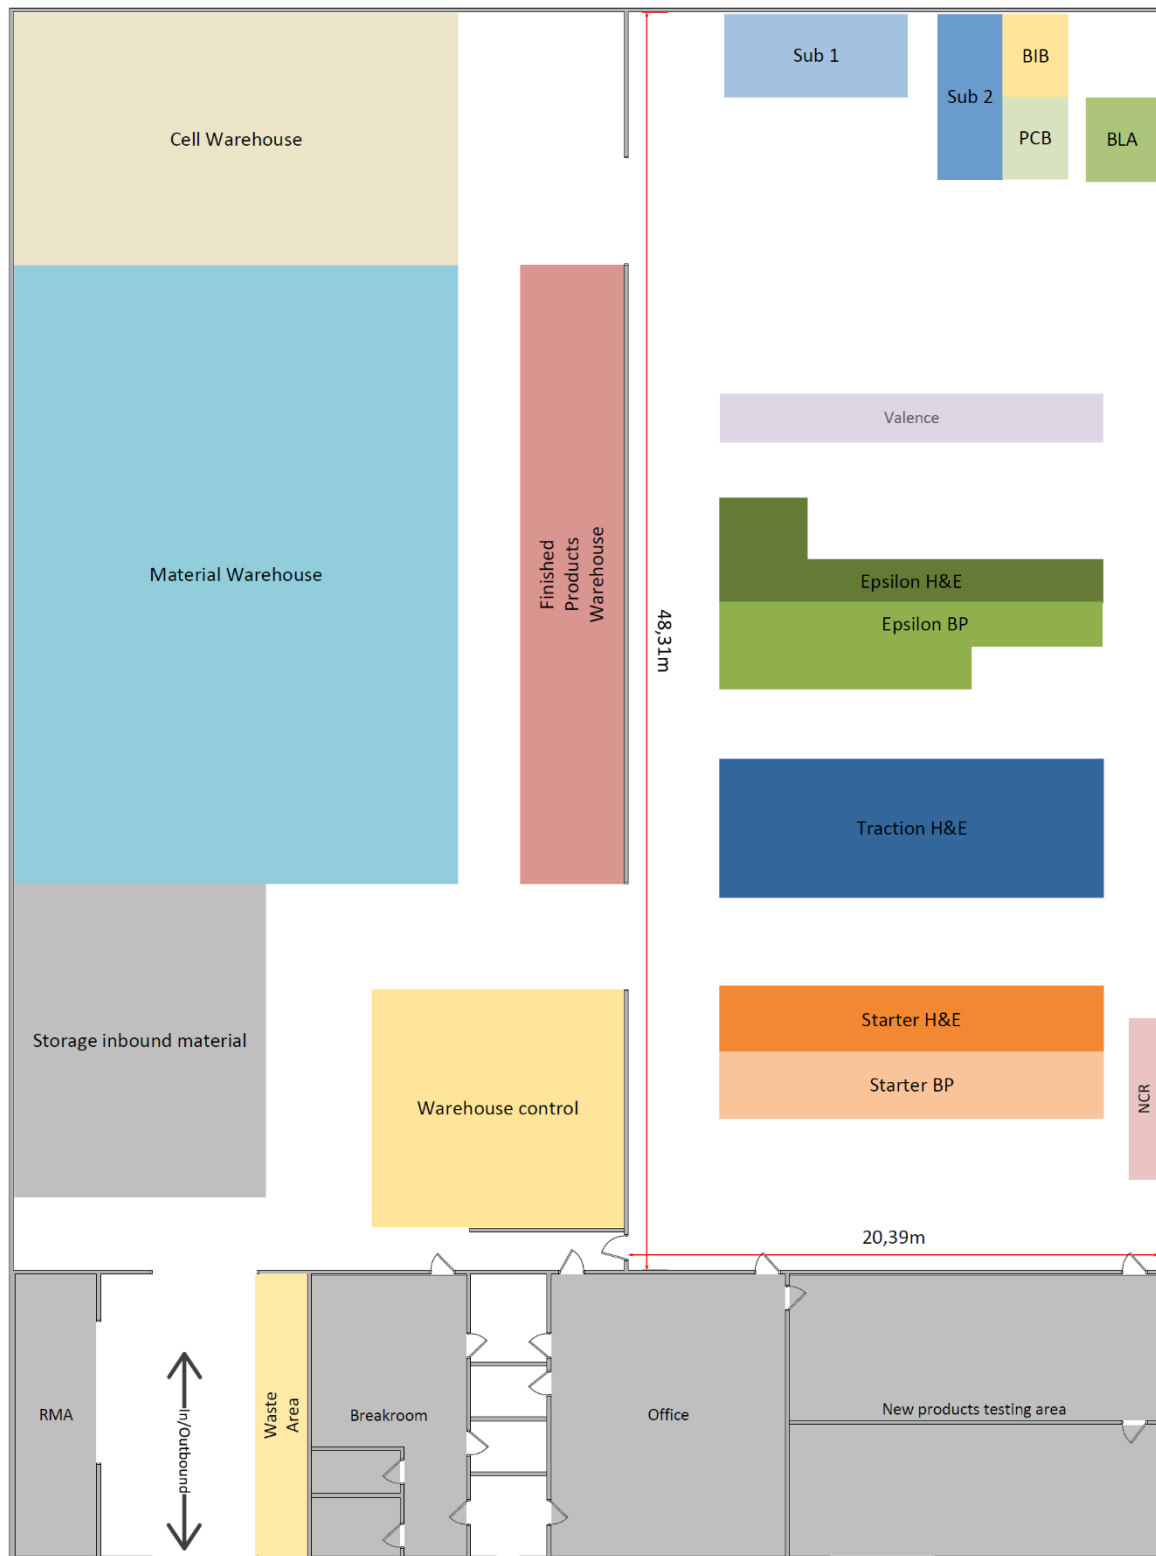 Sub 1
BIB
Sub 2
Cell Warehouse
PCB
BLA
Valence
Finished
Products
Warehouse
Material Warehouse
Epsilon H&E
Epsilon BP
48,31m
Traction H&E
Starter H&E
Storage inbound material
Starter BP
NCR
Warehouse control
20,39m
RMA
In/Outbound
Waste
Area
Breakroom
Office
New products testing area